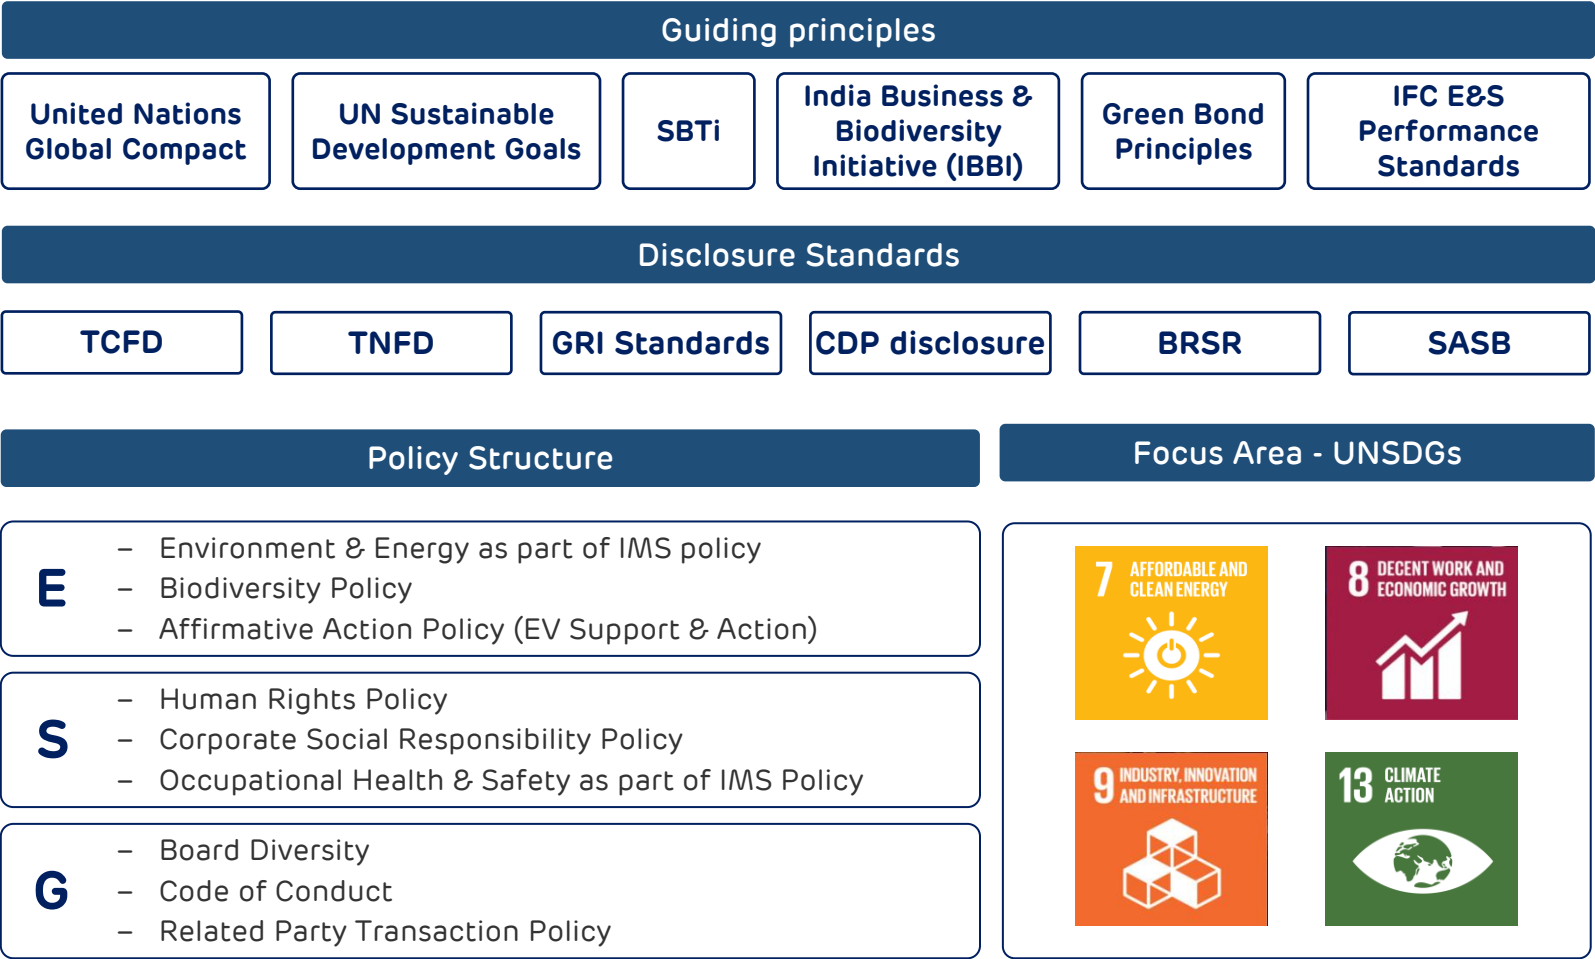 Guiding principles
United Nations
Global Compact
UN Sustainable
Development Goals
SBTi
India Business &
Biodiversity
Initiative (IBBI)
Green Bond
Principles
IFC E&S
Performance
Standards
Disclosure Standards
TCFD
TNFD
GRI Standards
CDP disclosure
BRSR
SASB
Policy Structure
E
– Environment & Energy as part of IMS policy
– Biodiversity Policy
– Affirmative Action Policy (EV Support & Action)
S
– Human Rights Policy
– Corporate Social Responsibility Policy
– Occupational Health & Safety as part of IMS Policy
G
– Board Diversity
– Code of Conduct
– Related Party Transaction Policy
Focus Area - UNSDGs
7 AFFORDABLE AND
CLEAN ENERGY
8 DECENT WORK AND
ECONOMIC GROWTH
9 INDUSTRY, INNOVATION
AND INFRASTRUCTURE
13 CLIMATE
ACTION